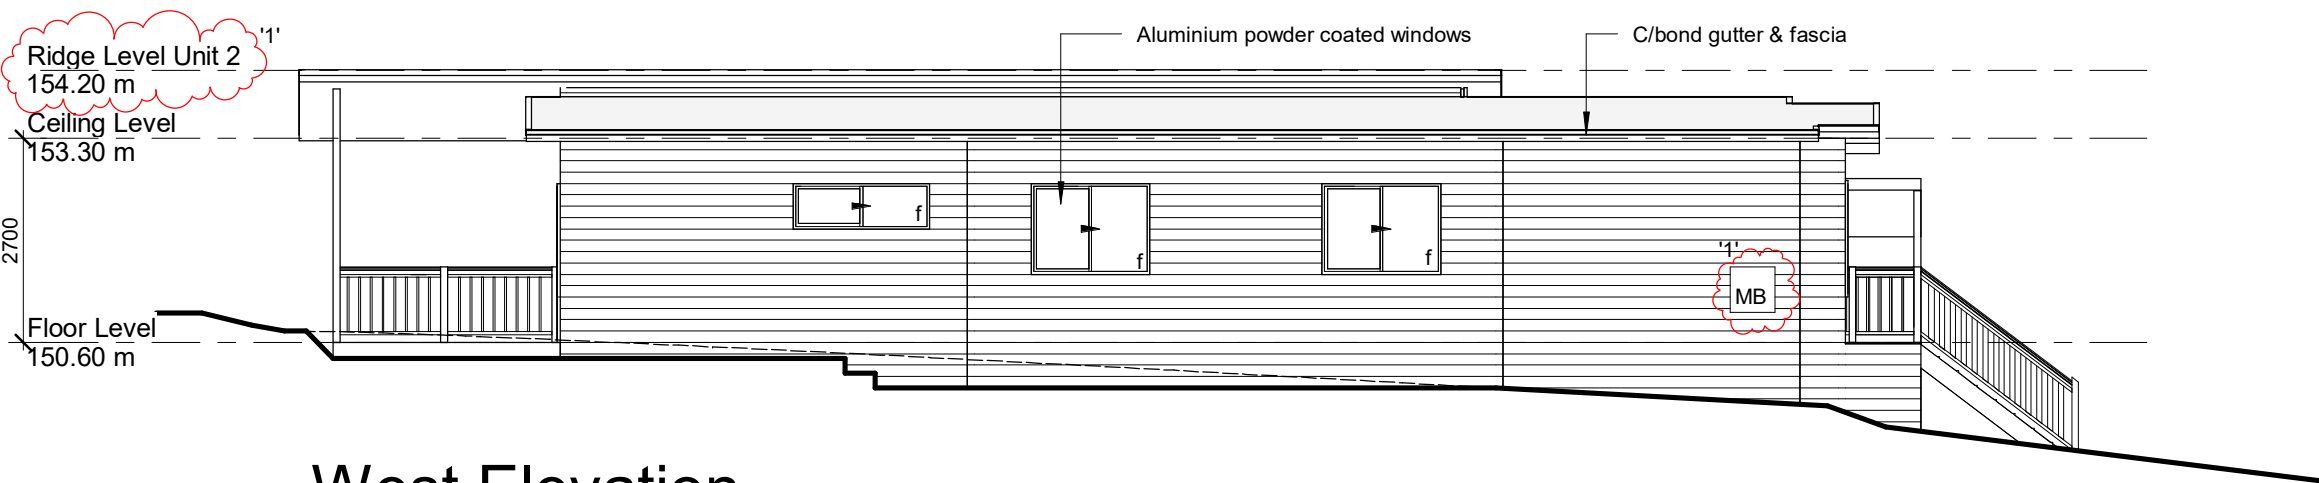 '1'
Ridge Level Unit 2
154.20 m
Aluminium powder coated windows
C/bond gutter & fascia
Ceiling Level
153.30 m
2700
f
f
f
'1'
MB
Floor Level
150.60 m
West Elevation